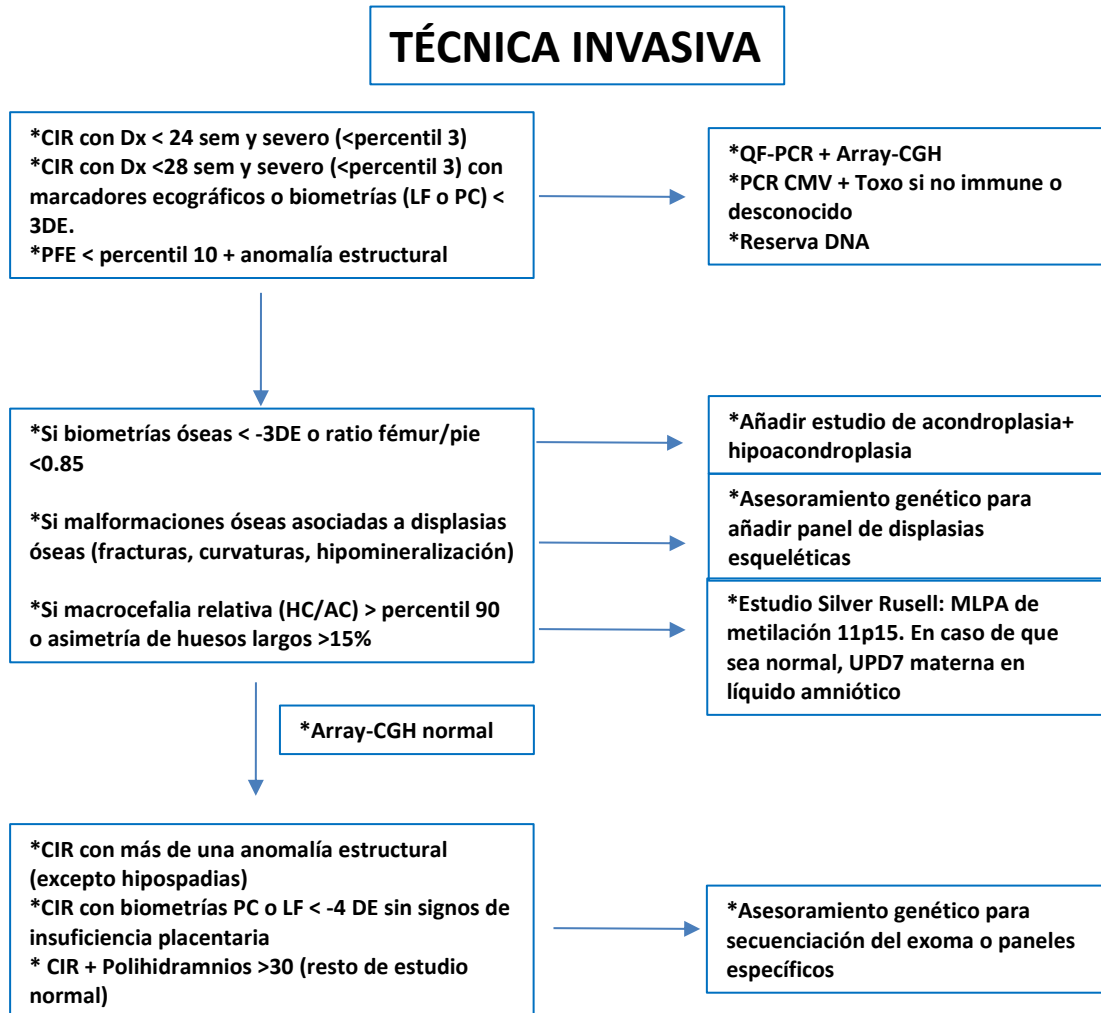 TÉCNICA INVASIVA
*CIR con Dx < 24 sem y severo (<percentil 3)
*CIR con Dx <28 sem y severo (<percentil 3) con
marcadores ecográficos o biometrías (LF o PC) <
3DE.
*PFE < percentil 10 + anomalía estructural
*QF-PCR + Array-CGH
*PCR CMV + Toxo si no immune o
desconocido
*Reserva DNA
*Si biometrías óseas < -3DE o ratio fémur/pie
<0.85
*Si malformaciones óseas asociadas a displasias
óseas (fracturas, curvaturas, hipomineralización)
*Si macrocefalia relativa (HC/AC) > percentil 90
o asimetría de huesos largos >15%
*Añadir estudio de acondroplasia+
hipoacondroplasia
*Asesoramiento genético para
añadir panel de displasias
esqueléticas
*Estudio Silver Rusell: MLPA de
metilación 11p15. En caso de que
sea normal, UPD7 materna en
líquido amniótico
*Array-CGH normal
*CIR con más de una anomalía estructural
(excepto hipospadias)
*CIR con biometrías PC o LF < -4 DE sin signos de
insuficiencia placentaria
* CIR + Polihidramnios >30 (resto de estudio
normal)
*Asesoramiento genético para
secuenciación del exoma o paneles
específicos